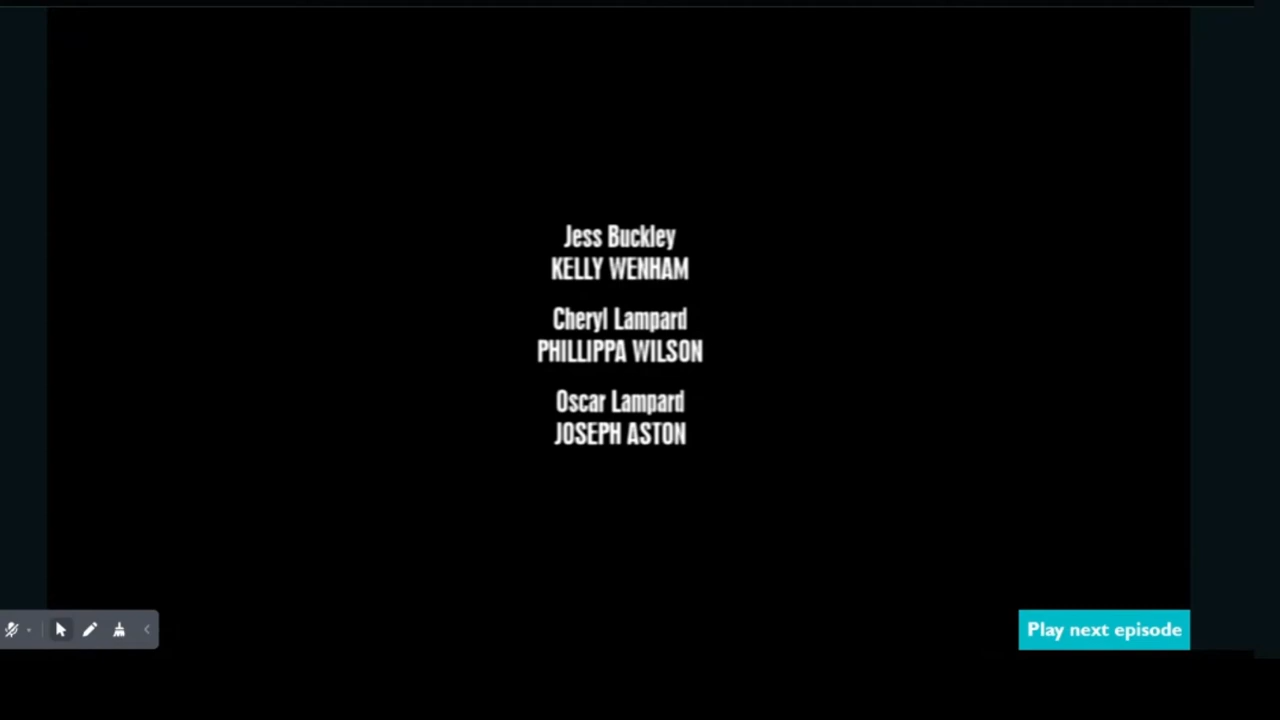 Jess Buckley
KELLY WENHAM
Cheryl Lampard
PHILLIPPA WILSON
Oscar Lampard
JOSEPH ASTON
Play next episode